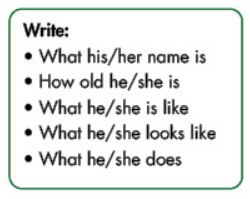 Write:
• What his/her name is
• How old he/she is
• What he/she is like
• What he/she looks like
• What he/she does